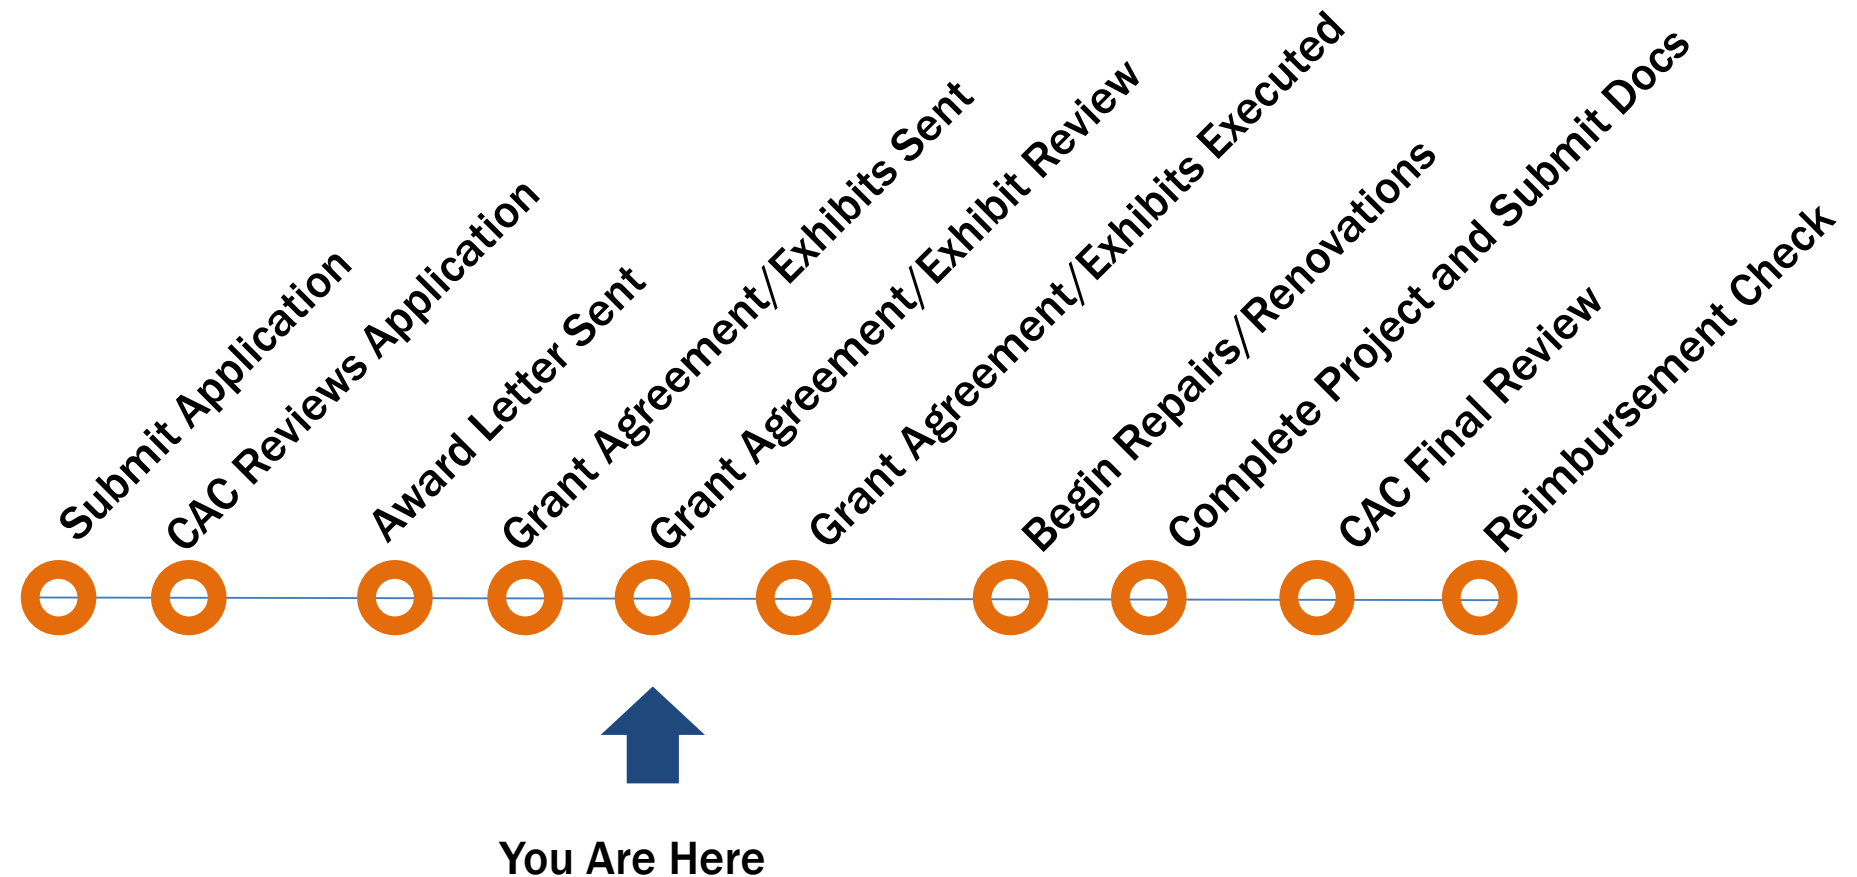 Submit Application
CAC Reviews Application
Award Letter Sent
Grant Agreement/Exhibits Sent
Grant Agreement/Exhibit Review
Grant Agreement/Exhibits Executed
Begin Repairs/Renovations
Complete Project and Submit Docs
CAC Final Review
Reimbursement Check
You Are Here